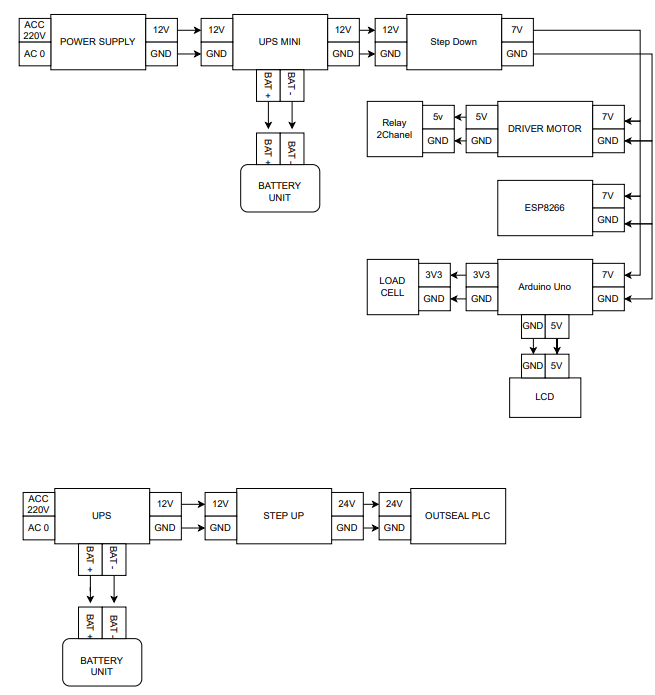 ACC
220V
AC 0
POWER SUPPLY
12V
GND
12V
GND
UPS MINI
12V
GND
12V
GND
Step Down
7V
GND
BAT +
BAT -
BAT +
BAT -
BATTERY
UNIT
Relay
2Chanel
5v
GND
5V
GND
DRIVER MOTOR
7V
GND
ESP8266
7V
GND
LOAD
CELL
3V3
GND
3V3
GND
Arduino Uno
7V
GND
GND
5V
GND
5V
LCD
ACC
220V
AC 0
UPS
12V
GND
12V
GND
STEP UP
24V
GND
24V
GND
OUTSEAL PLC
BAT +
BAT -
BAT +
BAT -
BATTERY
UNIT